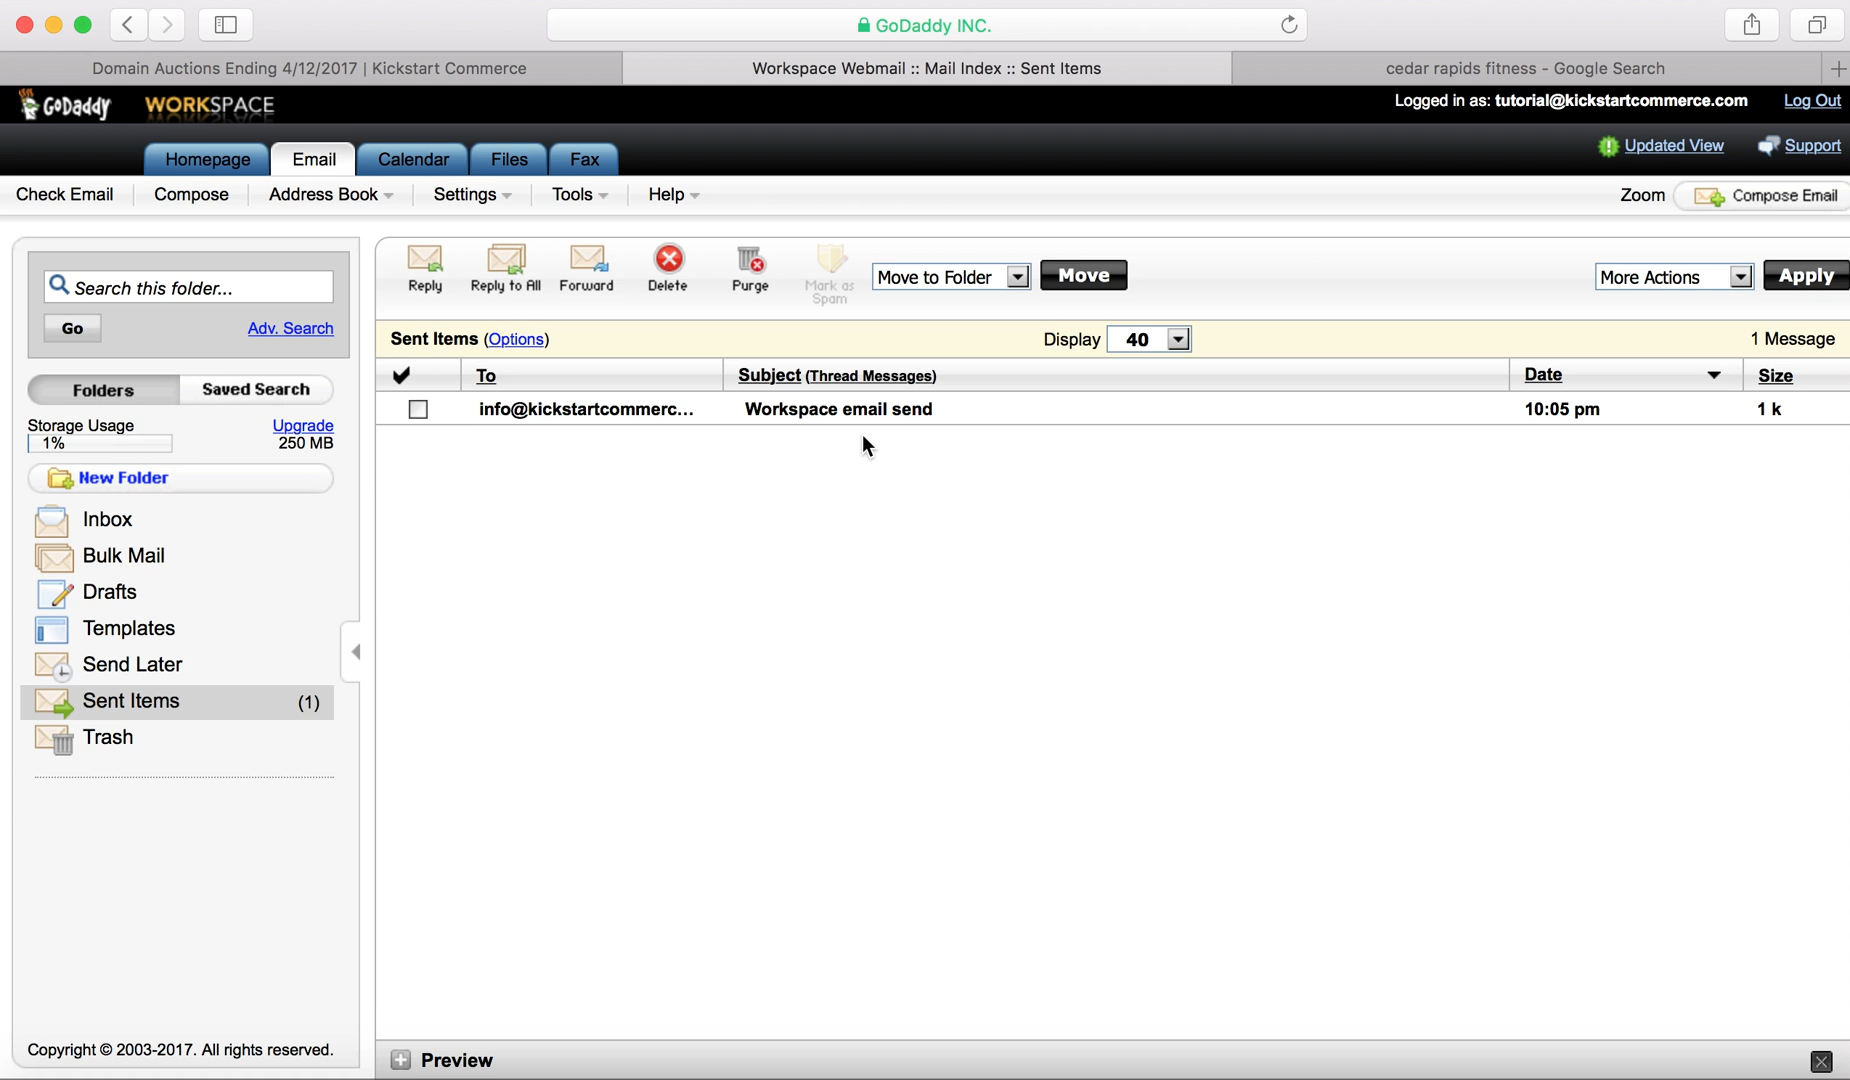 GoDaddy INC.
Domain Auctions Ending 4/12/2017 | Kickstart Commerce
Workspace Webmail :: Mail Index :: Sent Items
cedar rapids fitness - Google Search
GoDaddy WORKSPACE
Logged in as: tutorial@kickstartcommerce.com Log Out
Homepage Email Calendar Files Fax
Updated View Support
Check Email Compose Address Book Settings Tools Help
Zoom Compose Email
Search this folder...
Go Adv. Search
Folders Saved Search
Storage Usage Upgrade
1% 250 MB
New Folder
Inbox
Bulk Mail
Drafts
Templates
Send Later
Sent Items (1)
Trash
Copyright © 2003-2017. All rights reserved.
Reply Reply to All Forward Delete Purge Mark as Spam
Move to Folder Move
More Actions Apply
Sent Items (Options) Display 40 1 Message
To Subject (Thread Messages) Date Size
info@kickstartcommerc... Workspace email send 10:05 pm 1 k
Preview